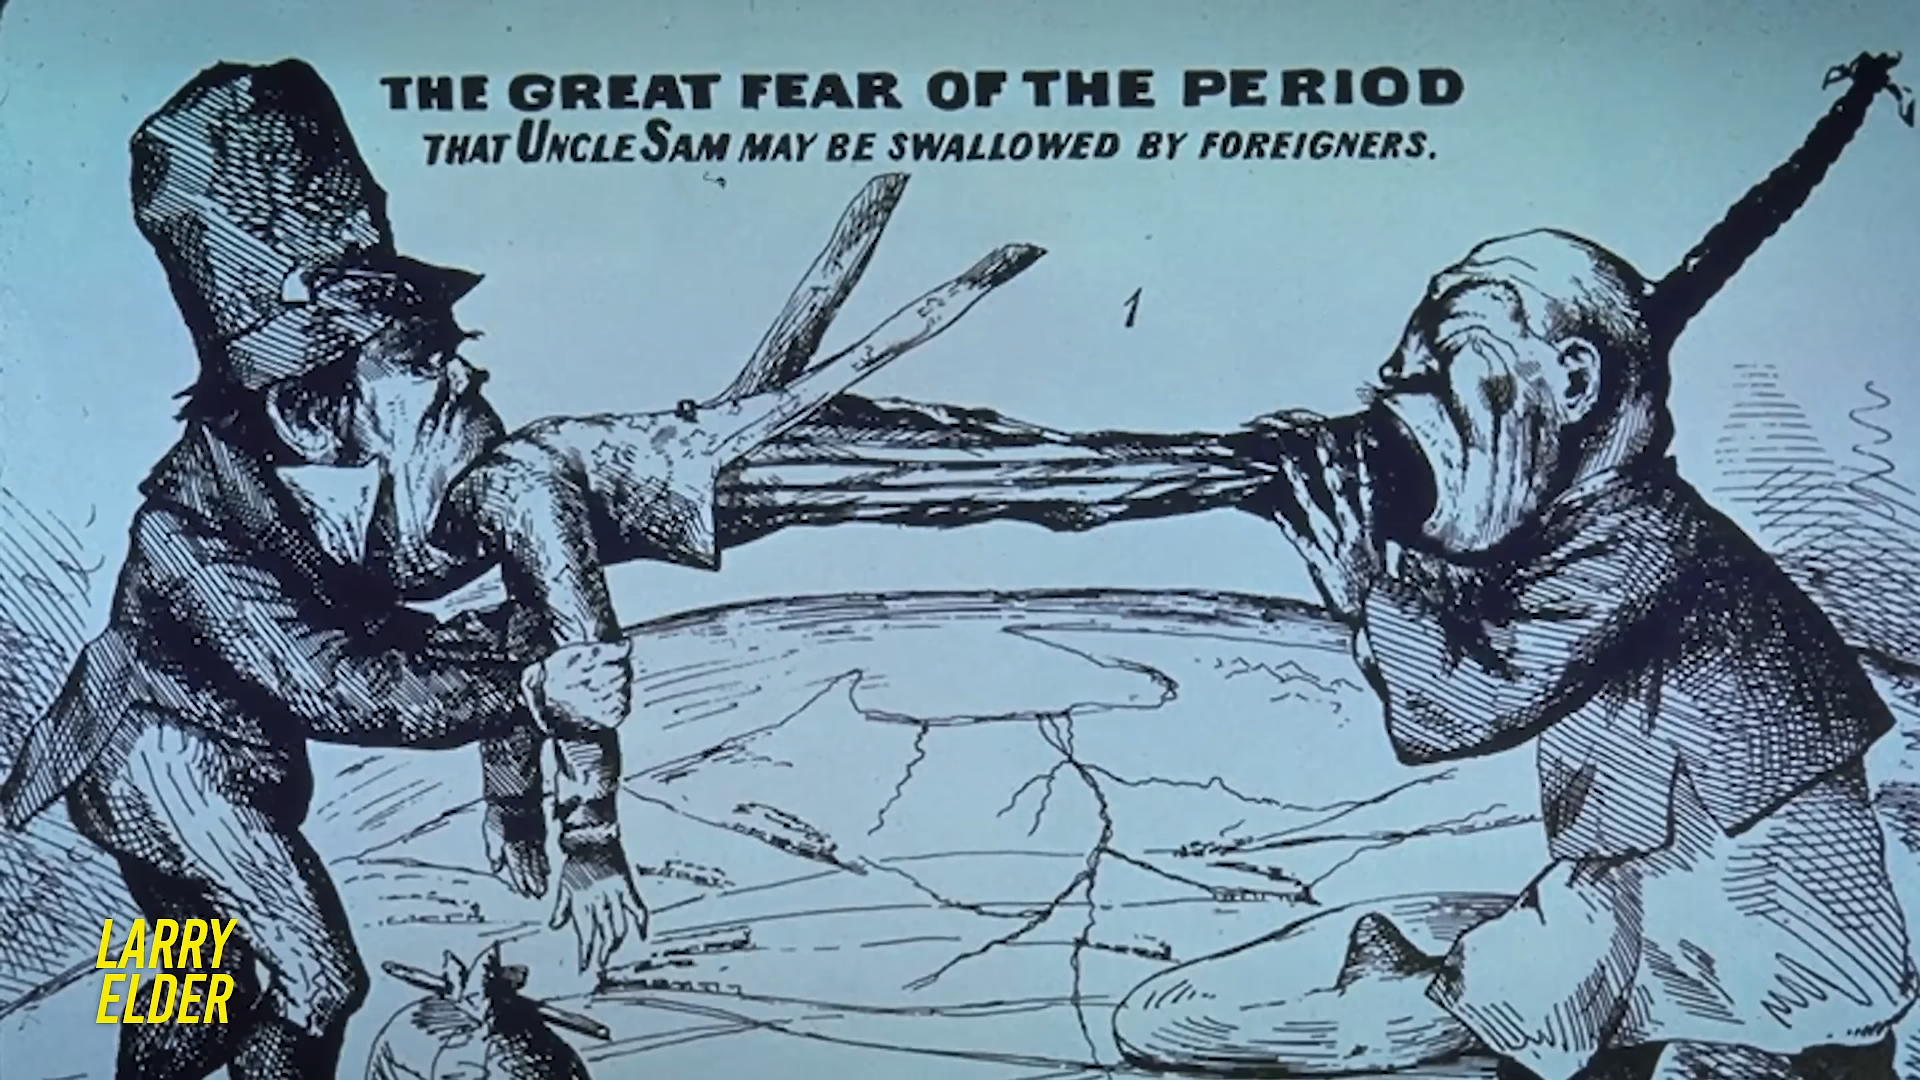 THE GREAT FEAR OF THE PERIOD
THAT UNCLE SAM MAY BE SWALLOWED BY FOREIGNERS.
1
LARRY
ELDER